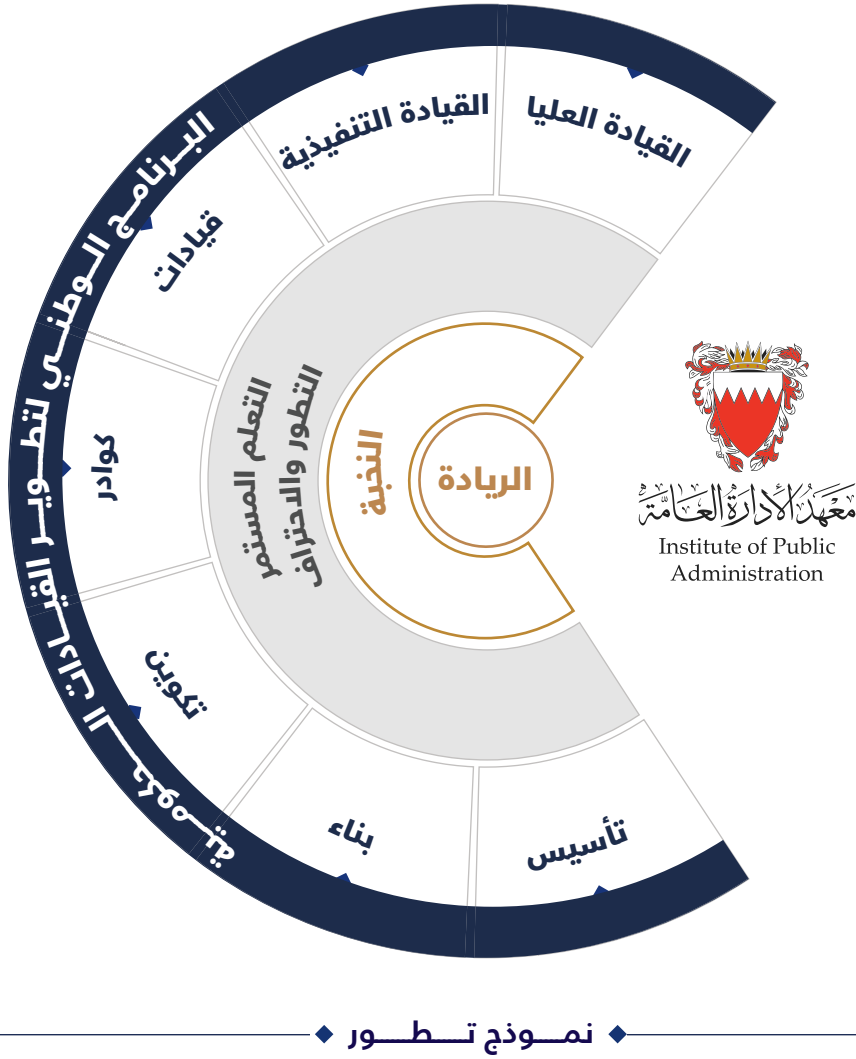 القيادة العليا
القيادة التنفيذية
قيادات
كوادر
تكوين
بناء
تأسيس
البرنامج الوطني لتطوير القيادات الحكومية
التعلم المستمر
التطور والاحتراف
النخبة
الريادة
معهد الإدارة العامة
Institute of Public
Administration
نموذج تطور